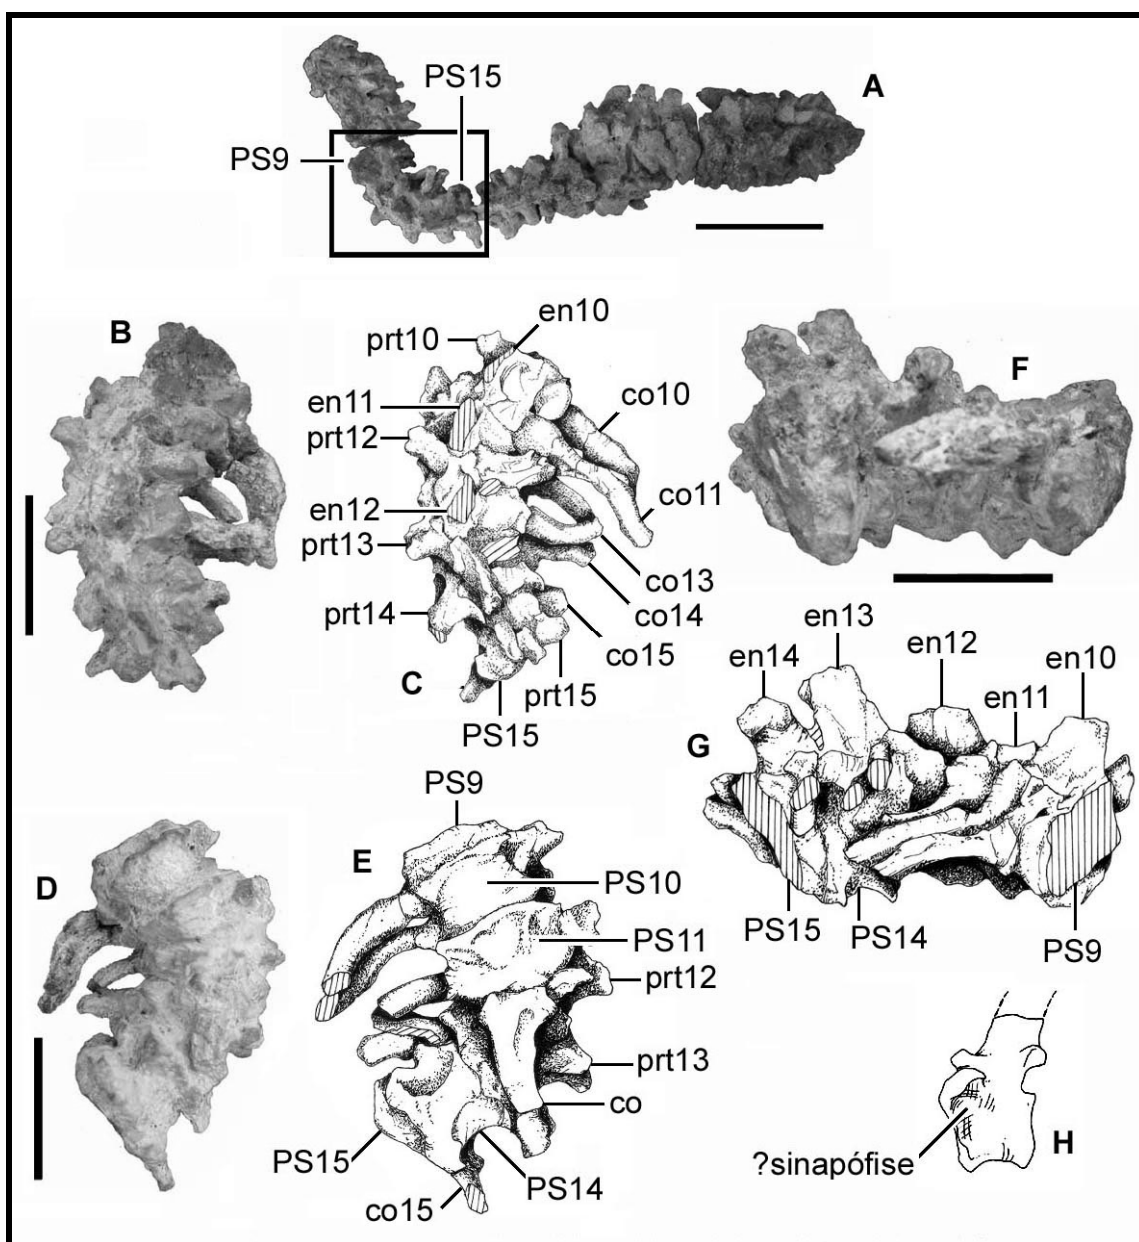 A
PS15
PS9
B
en10
prt10
en11
co10
prt12
F
co11
en12
prt13
en13
co13
co14
en12
en10
prt14
en14
co15
en11
C
prt15
G
PS15
PS9
D
E
PS10
PS11
PS15
PS14
PS9
prt12
prt13
co
?sinapófise
H
PS15
PS14
co15